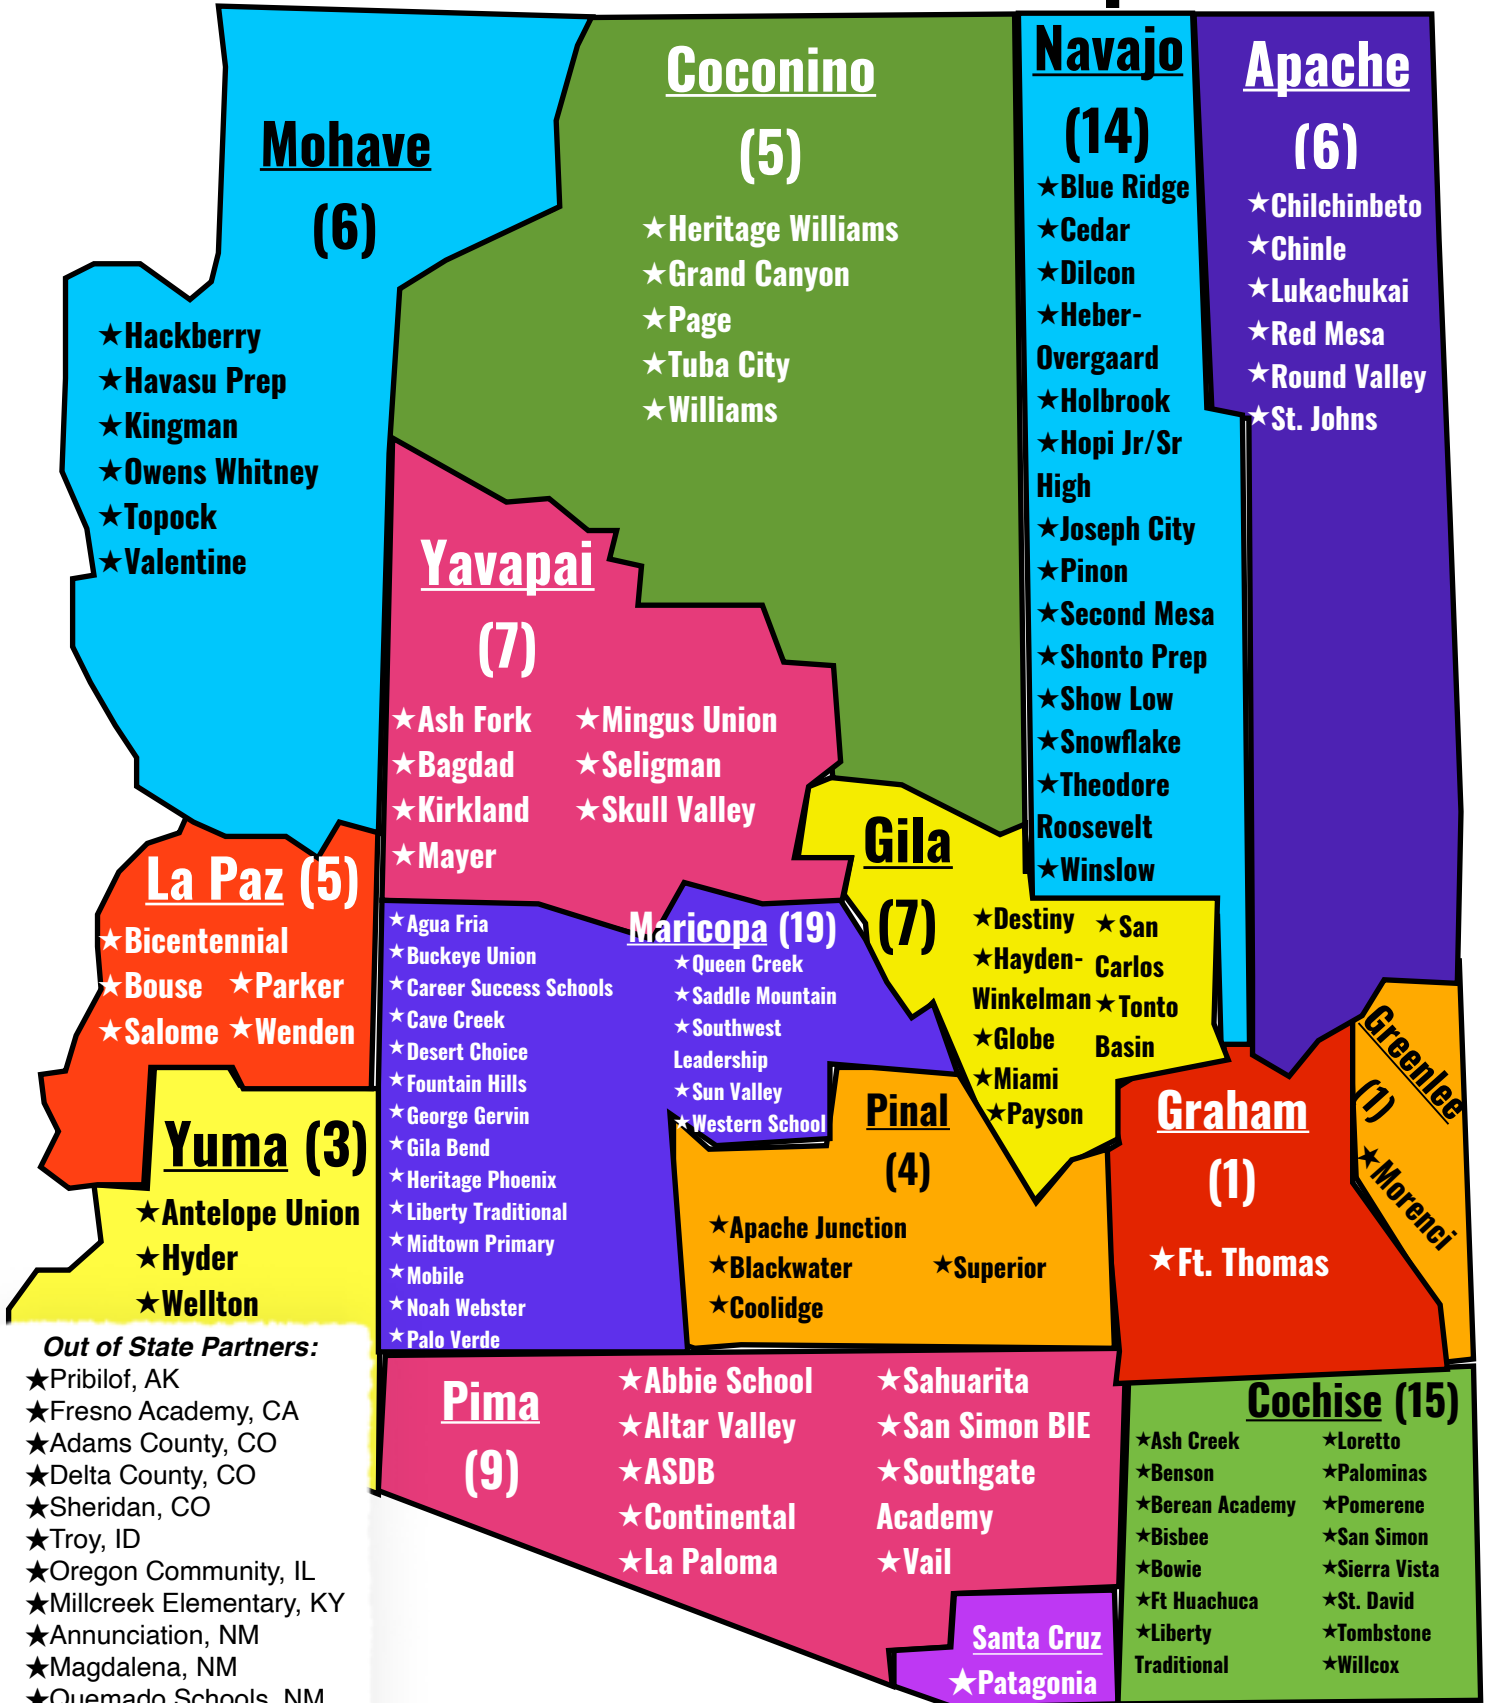 Mohave
(6)
★Hackberry
★Havasu Prep
★Kingman
★Owens Whitney
★Topock
★Valentine
Coconino
(5)
★Heritage Williams
★Grand Canyon
★Page
★Tuba City
★Williams
Navajo
(14)
★Blue Ridge
★Cedar
★Dilcon
★Heber-
Overgaard
★Holbrook
★Hopi Jr/Sr
High
★Joseph City
★Pinon
★Second Mesa
★Shonto Prep
★Show Low
★Snowflake
★Theodore
Roosevelt
★Winslow
Apache
(6)
★Chilchinbeto
★Chinle
★Lukachukai
★Red Mesa
★Round Valley
★St. Johns
Yavapai
(7)
★Ash Fork
★Bagdad
★Kirkland
★Mayer
★Mingus Union
★Seligman
★Skull Valley
La Paz (5)
★Bicentennial
★Bouse ★Parker
★Salome ★Wenden
Gila
(7)
★Destiny
★Hayden-
Winkelman
★Globe
★Miami
★Payson
★San
Carlos
★Tonto
Basin
Maricopa (19)
★Agua Fria
★Buckeye Union
★Career Success Schools
★Cave Creek
★Desert Choice
★Fountain Hills
★George Gervin
★Gila Bend
★Heritage Phoenix
★Liberty Traditional
★Midtown Primary
★Mobile
★Noah Webster
★Palo Verde
★Queen Creek
★Saddle Mountain
★Southwest
Leadership
★Sun Valley
★Western School
Yuma (3)
★Antelope Union
★Hyder
★Wellton
Pinal
(4)
★Apache Junction
★Blackwater
★Coolidge
★Superior
Graham
(1)
★Ft. Thomas
Greenlee
(1)
★Morenci
Out of State Partners:
★Pribilof, AK
★Fresno Academy, CA
★Adams County, CO
★Delta County, CO
★Sheridan, CO
★Troy, ID
★Oregon Community, IL
★Millcreek Elementary, KY
★Annunciation, NM
★Magdalena, NM
★Quemado Schools, NM
Pima
(9)
★Abbie School
★Altar Valley
★ASDB
★Continental
★La Paloma
★Sahuarita
★San Simon BIE
★Southgate
Academy
★Vail
Santa Cruz
★Patagonia
Cochise (15)
★Ash Creek
★Benson
★Berean Academy
★Bisbee
★Bowie
★Ft Huachuca
★Liberty
Traditional
★Loretto
★Palominas
★Pomerene
★San Simon
★Sierra Vista
★St. David
★Tombstone
★Willcox